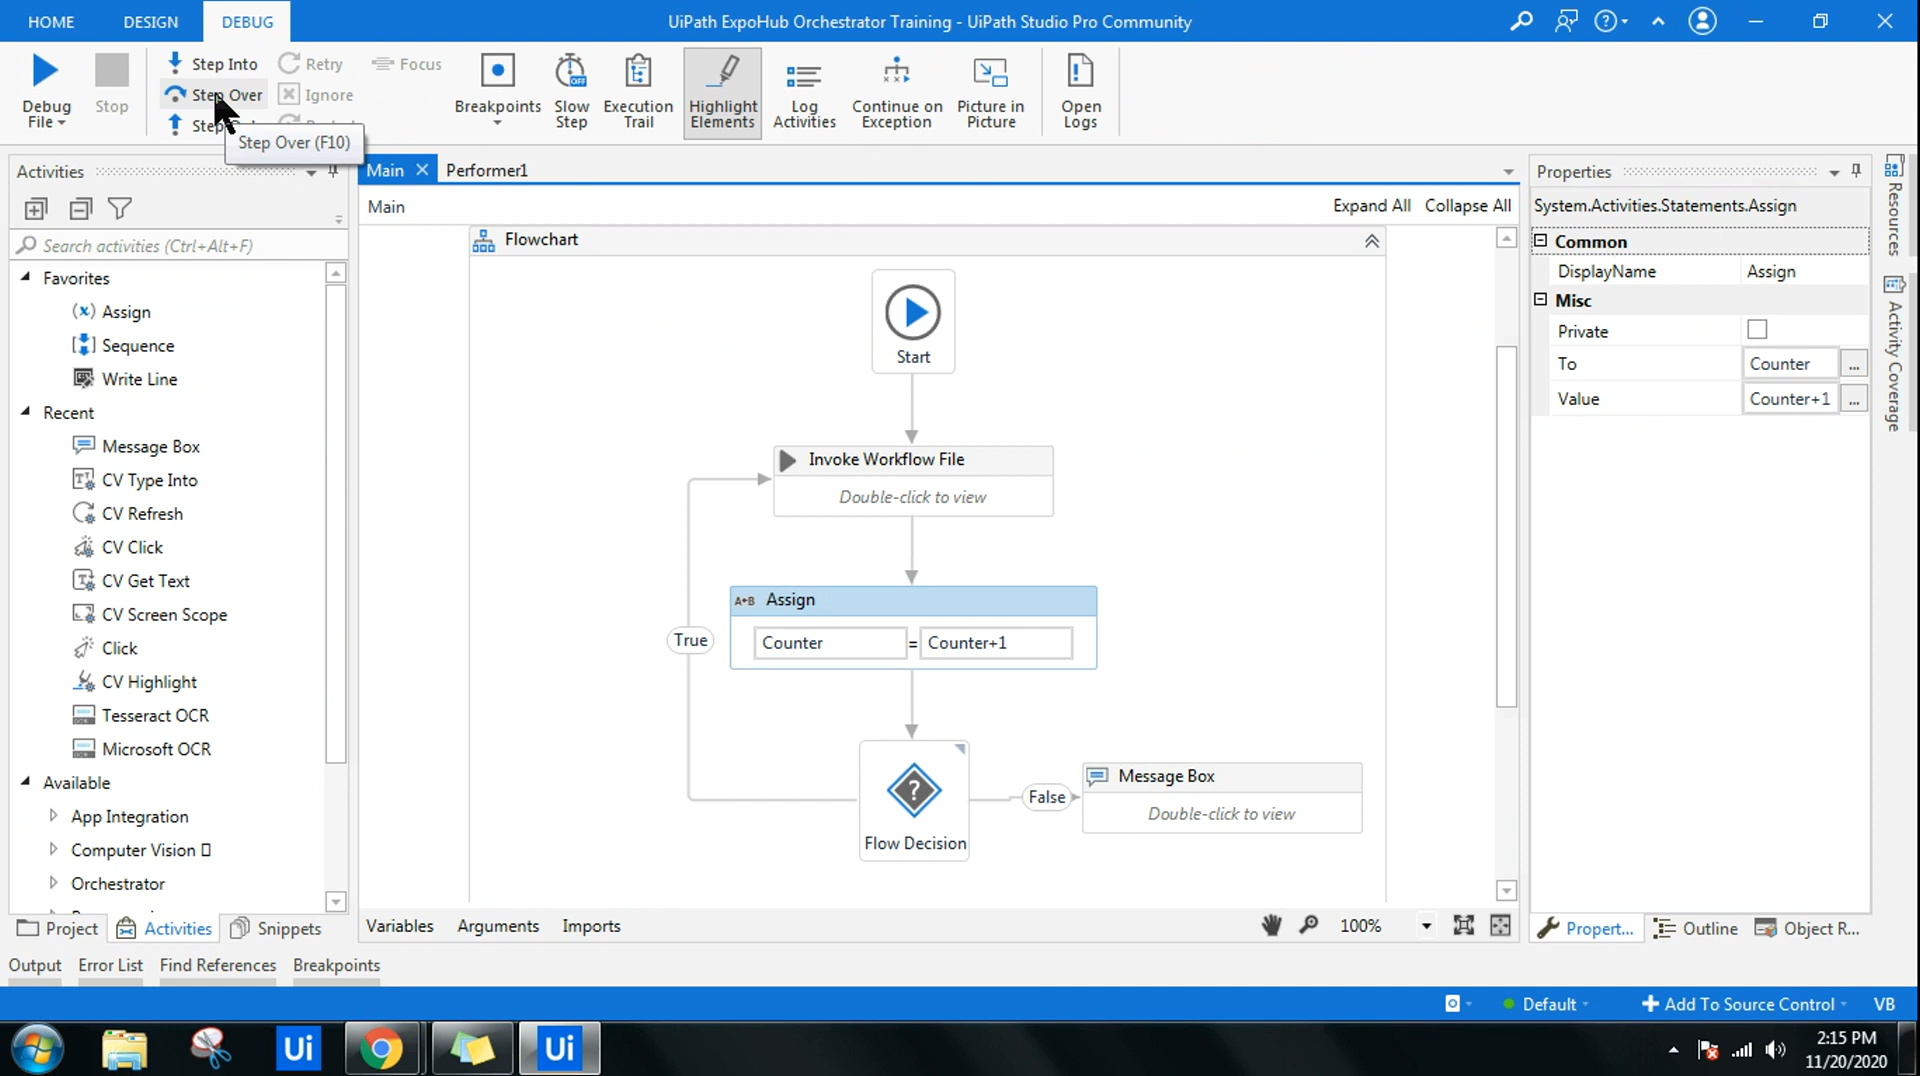 HOME
DESIGN
DEBUG
UiPath ExpoHub Orchestrator Training - UiPath Studio Pro Community
Debug
File
Stop
Step Into
Step Over
Retry
Ignore
Focus
Step Over (F10)
Breakpoints
Slow
Step
OFF
Execution
Trail
Highlight
Elements
Log
Activities
Continue on
Exception
Picture in
Picture
Open
Logs
Activities
Search activities (Ctrl+Alt+F)
Favorites
(x) Assign
Sequence
Write Line
Recent
Message Box
CV Type Into
CV Refresh
CV Click
CV Get Text
CV Screen Scope
Click
CV Highlight
Tesseract OCR
Microsoft OCR
Available
App Integration
Computer Vision
Orchestrator
Project
Activities
Snippets
Main
Performer1
Main
Expand All
Collapse All
Flowchart
Start
Invoke Workflow File
Double-click to view
A+B Assign
Counter = Counter+1
True
Flow Decision
False
Message Box
Double-click to view
Variables
Arguments
Imports
100%
Properties
System.Activities.Statements.Assign
Common
DisplayName
Assign
Misc
Private
To
Counter
...
Value
Counter+1
...
Propert...
Outline
Object R...
Resources
Activity Coverage
Output
Error List
Find References
Breakpoints
Default
Add To Source Control
VB
Ui
Ui
2:15 PM
11/20/2020